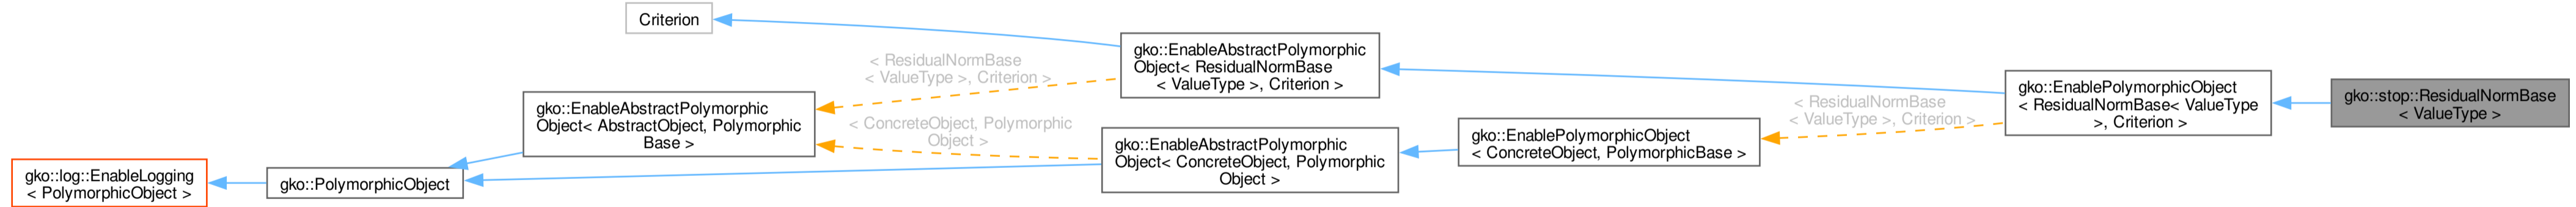 Criterion
gko::EnableAbstractPolymorphic
Object< ResidualNormBase
< ValueType >, Criterion >
< ResidualNormBase
< ValueType >, Criterion >
gko::EnablePolymorphicObject
< ResidualNormBase< ValueType
>, Criterion >
gko::stop::ResidualNormBase
< ValueType >
gko::EnableAbstractPolymorphic
Object< AbstractObject, Polymorphic
Base >
< ConcreteObject, Polymorphic
Object >
< ResidualNormBase
< ValueType >, Criterion >
gko::EnableAbstractPolymorphic
Object< ConcreteObject, Polymorphic
Object >
gko::EnablePolymorphicObject
< ConcreteObject, PolymorphicBase >
gko::log::EnableLogging
< PolymorphicObject >
gko::PolymorphicObject